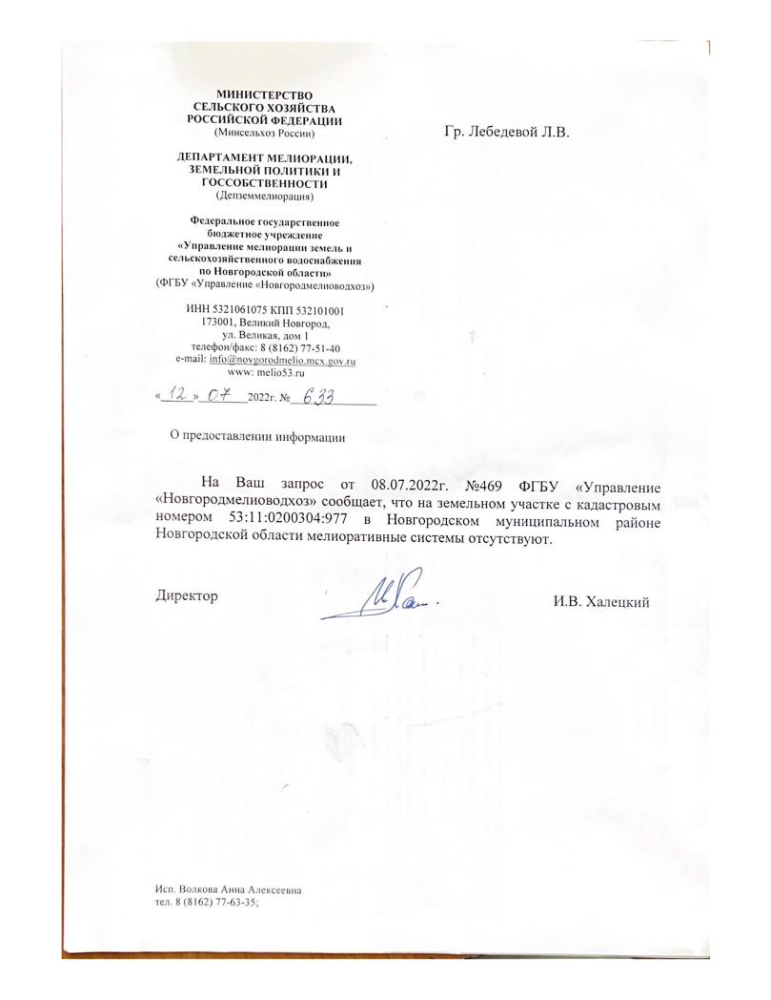 МИНИСТЕРСТВО
СЕЛЬСКОГО ХОЗЯЙСТВА
РОССИЙСКОЙ ФЕДЕРАЦИИ
(Минсельхоз России)
ДЕПАРТАМЕНТ МЕЛИОРАЦИИ,
ЗЕМЕЛЬНОЙ ПОЛИТИКИ И
ГОССОБСТВЕННОСТИ
(Депземмелиорация)
Федеральное государственное
бюджетное учреждение
«Управление мелиорации земель и
сельскохозяйственного водоснабжения
по Новгородской области»
(ФГБУ «Управление «Новгородмелиоводхоз»)
ИНН 5321061075 КПП 532101001
173001, Великий Новгород,
ул. Великая, дом 1
телефон/факс: 8 (8162) 77-51-40
e-mail: info@novgorodmelio.mcx.gov.ru
www: melio53.ru
«12» 07 2022г. № 633
Гр. Лебедевой Л.В.
О предоставлении информации
На Ваш запрос от 08.07.2022г. №469 ФГБУ «Управление
«Новгородмелиоводхоз» сообщает, что на земельном участке с кадастровым
номером 53:11:0200304:977 в Новгородском муниципальном районе
Новгородской области мелиоративные системы отсутствуют.
Директор И.В. Халецкий
Исп. Волкова Анна Алексеевна
тел. 8 (8162) 77-63-35;